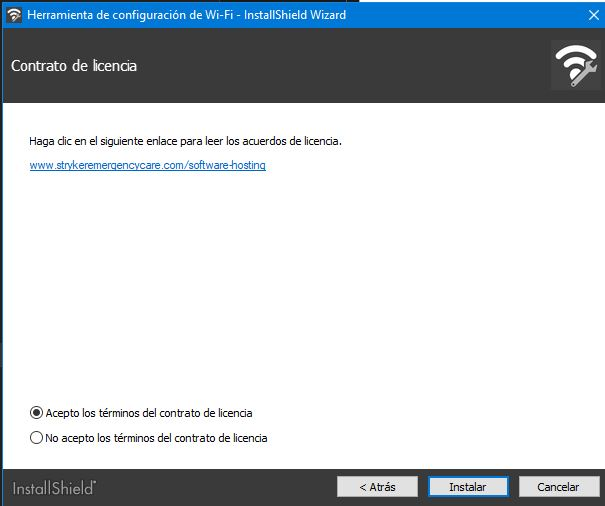 Herramienta de configuración de Wi-Fi - InstallShield Wizard
Contrato de licencia
Haga clic en el siguiente enlace para leer los acuerdos de licencia.
www.strykeremergencycare.com/software-hosting
Acepto los términos del contrato de licencia
No acepto los términos del contrato de licencia
InstallShield®
< Atrás
Instalar
Cancelar